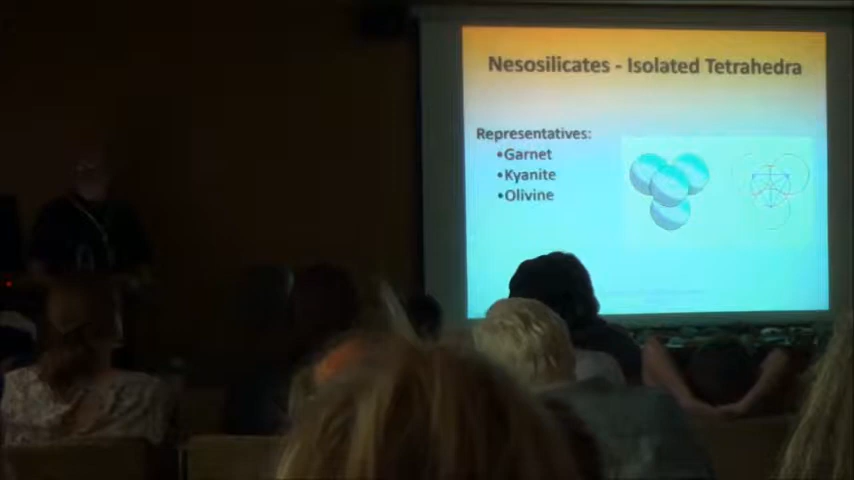 Nesosilicates - Isolated Tetrahedra
Representatives:
•Garnet
•Kyanite
•Olivine